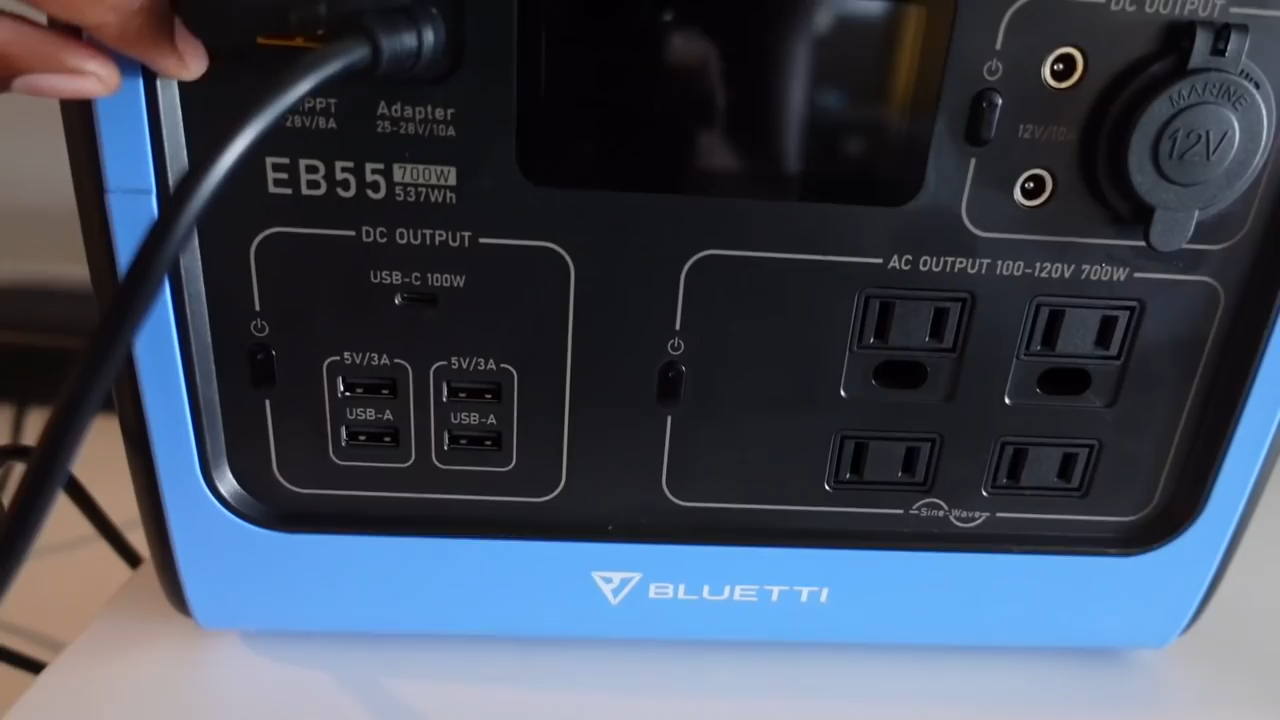 DC OUTPUT
MPPT
28V/8A
Adapter
25-28V/10A
12V/10A
MARINE
12V
EB55
700W
537Wh
DC OUTPUT
USB-C 100W
5V/3A
5V/3A
USB-A
USB-A
AC OUTPUT 100-120V 700W
Sine-Wave
BLUETTI